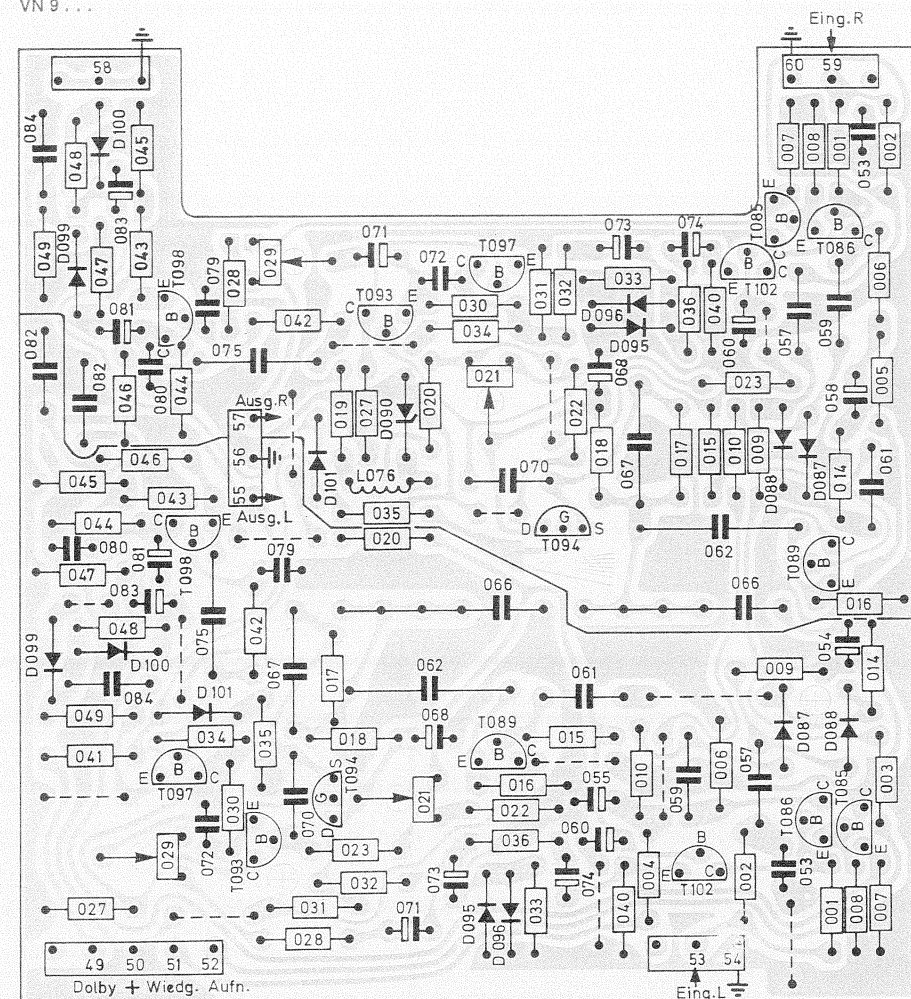 VN 9...
Eing.R
58
60 59
084
048
D100
045
007
008
001
053
002
049
D099
047
083
043
T098
E
B
C
079
028
029
071
072
T097
C
B
E
073
074
T085
E
B
C
T086
E
B
C
T102
E
B
C
006
081
042
T093
C
B
E
030
034
031
032
033
D096
D095
036
040
060
057
059
082
082
046
080
044
075
Ausg.R
57
56
55
Ausg.L
019
027
D090
020
021
022
068
018
067
023
017
015
010
009
D088
D087
058
005
014
061
046
045
043
D101
L076
035
020
070
D G S
T094
062
T089
C
B
E
016
044
080
047
081
T098
C
B
E
079
083
048
D099
D100
084
075
042
067
017
066
066
062
061
009
054
014
D101
049
034
041
T097
E
B
C
035
018
068
T089
E
B
C
015
016
022
036
055
060
010
059
006
057
D087
D088
003
T086
C
B
E
T085
C
B
E
029
072
030
T093
E
B
C
070
T094
S
G
D
021
023
032
031
028
027
071
073
D095
D096
033
074
040
004
T102
E
B
C
002
053
001
008
007
49 50 51 52
Dolby + Wiedg. Aufn.
53 54
Eing.L